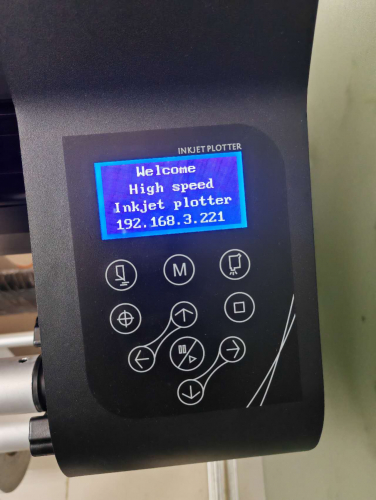 INKJET PLOTTER
Welcome
High speed
Inkjet plotter
192.168.3.221
M